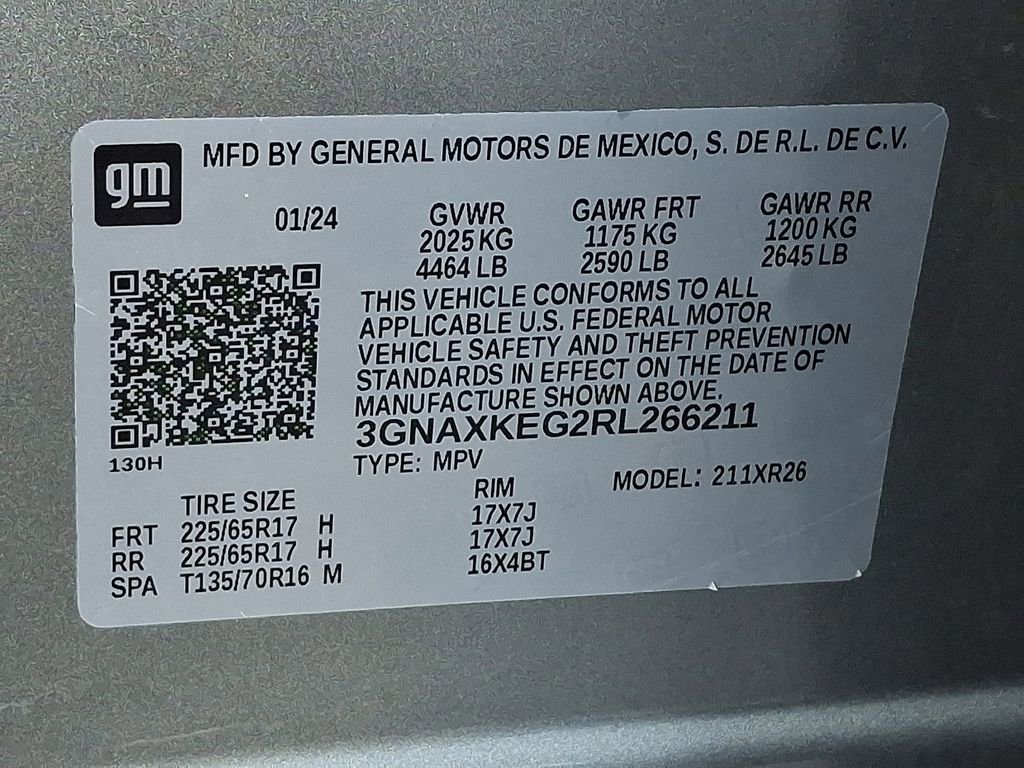 gm
MFD BY GENERAL MOTORS DE MEXICO, S. DE R.L. DE C.V.
01/24 GVWR GAWR FRT GAWR RR
2025 KG 1175 KG 1200 KG
4464 LB 2590 LB 2645 LB
THIS VEHICLE CONFORMS TO ALL
APPLICABLE U.S. FEDERAL MOTOR
VEHICLE SAFETY AND THEFT PREVENTION
STANDARDS IN EFFECT ON THE DATE OF
MANUFACTURE SHOWN ABOVE.
3GNAXKEG2RL266211
130H
TYPE: MPV MODEL: 211XR26
TIRE SIZE RIM
FRT 225/65R17 H 17X7J
RR 225/65R17 H 17X7J
SPA T135/70R16 M 16X4BT